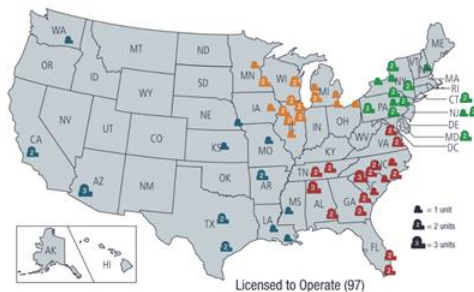 WA
MT
ND
ME
OR
ID
MN
VT
SD
WI
NY
MA
WY
MI
RI
CT
NV
NE
IA
PA
NJ
UT
IN
OH
DE
CA
CO
KS
MO
WV
VA
MD
DC
KY
AZ
NM
OK
AR
TN
NC
SC
MS
AL
GA
TX
LA
FL
AK
HI
= 1 unit
2 = 2 units
3 = 3 units
Licensed to Operate (97)